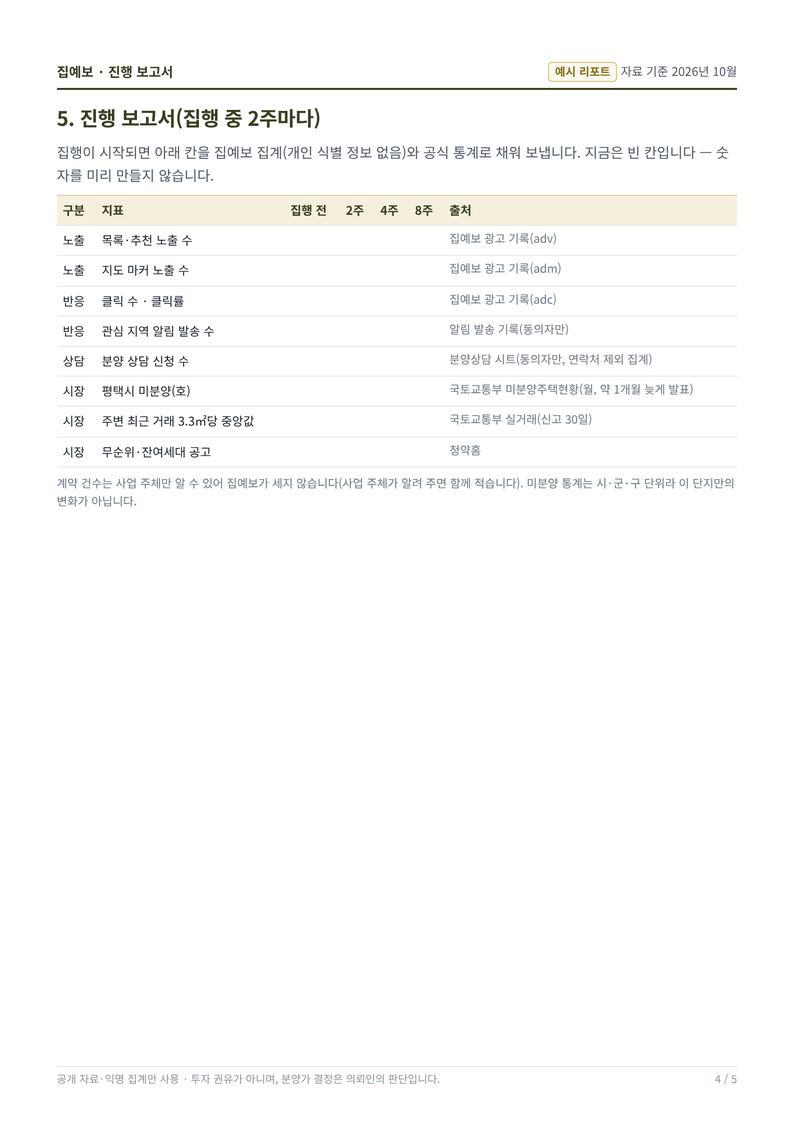 집예보 · 진행 보고서
예시 리포트 자료 기준 2026년 10월
5. 진행 보고서(집행 중 2주마다)
집행이 시작되면 아래 칸을 집예보 집계(개인 식별 정보 없음)와 공식 통계로 채워 보냅니다. 지금은 빈 칸입니다 — 숫
자를 미리 만들지 않습니다.
구분 지표 집행 전 2주 4주 8주 출처
노출 목록·추천 노출 수 집예보 광고 기록(adv)
노출 지도 마커 노출 수 집예보 광고 기록(adm)
반응 클릭 수 · 클릭률 집예보 광고 기록(adc)
반응 관심 지역 알림 발송 수 알림 발송 기록(동의자만)
상담 분양 상담 신청 수 분양상담 시트(동의자만, 연락처 제외 집계)
시장 평택시 미분양(호) 국토교통부 미분양주택현황(월, 약 1개월 늦게 발표)
시장 주변 최근 거래 3.3㎡당 중앙값 국토교통부 실거래(신고 30일)
시장 무순위·잔여세대 공고 청약홈
계약 건수는 사업 주체만 알 수 있어 집예보가 세지 않습니다(사업 주체가 알려 주면 함께 적습니다). 미분양 통계는 시·군·구 단위라 이 단지만의
변화가 아닙니다.
공개 자료·익명 집계만 사용 · 투자 권유가 아니며, 분양가 결정은 의뢰인의 판단입니다.
4 / 5